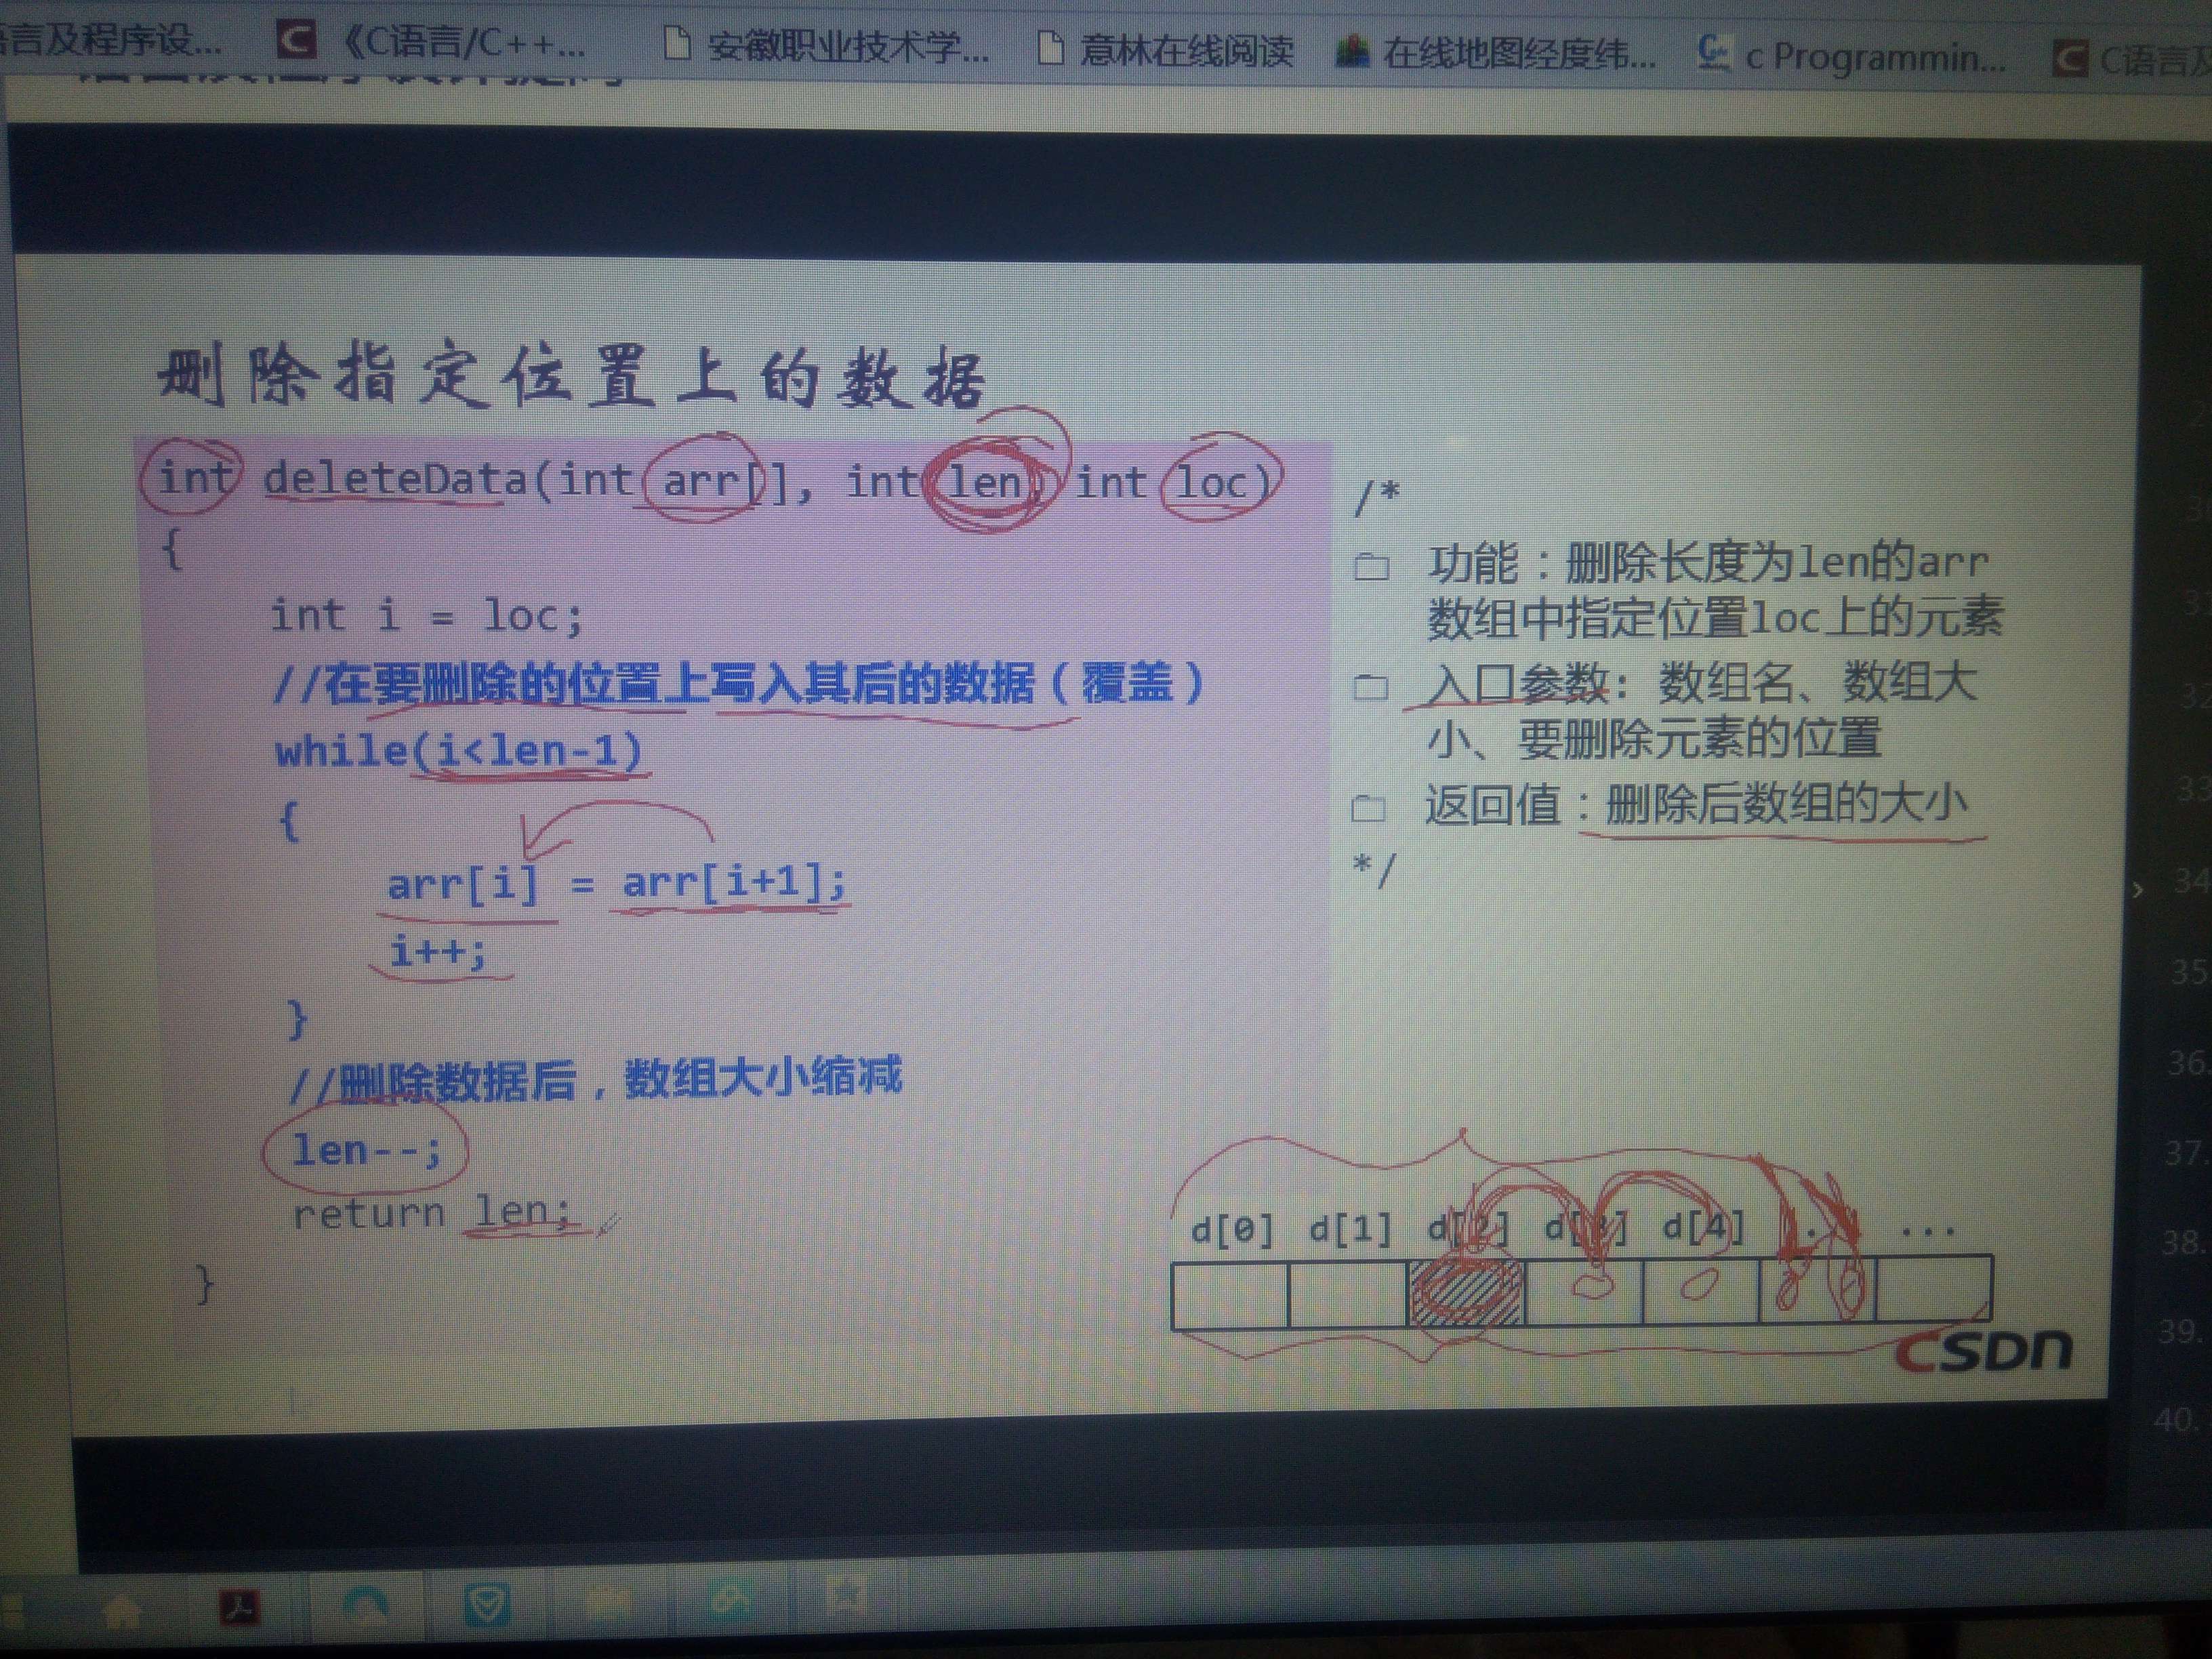 言及程序设...
《C语言/C++...
安徽职业技术学...
意林在线阅读
在线地图经度纬...
c Programmin...
C语言及
删除指定位置上的数据
int deleteData(int arr[], int len, int loc)
{
int i = loc;
//在要删除的位置上写入其后的数据（覆盖）
while(i<len-1)
{
arr[i] = arr[i+1];
i++;
}
//删除数据后，数组大小缩减
len--;
return len;
}
/*
功能：删除长度为len的arr
数组中指定位置loc上的元素
入口参数：数组名、数组大
小、要删除元素的位置
返回值：删除后数组的大小
*/
d[0] d[1] d[2] d[3] d[4] ...
CSDN
33
34
35
36.
37.
38.
39.
40.